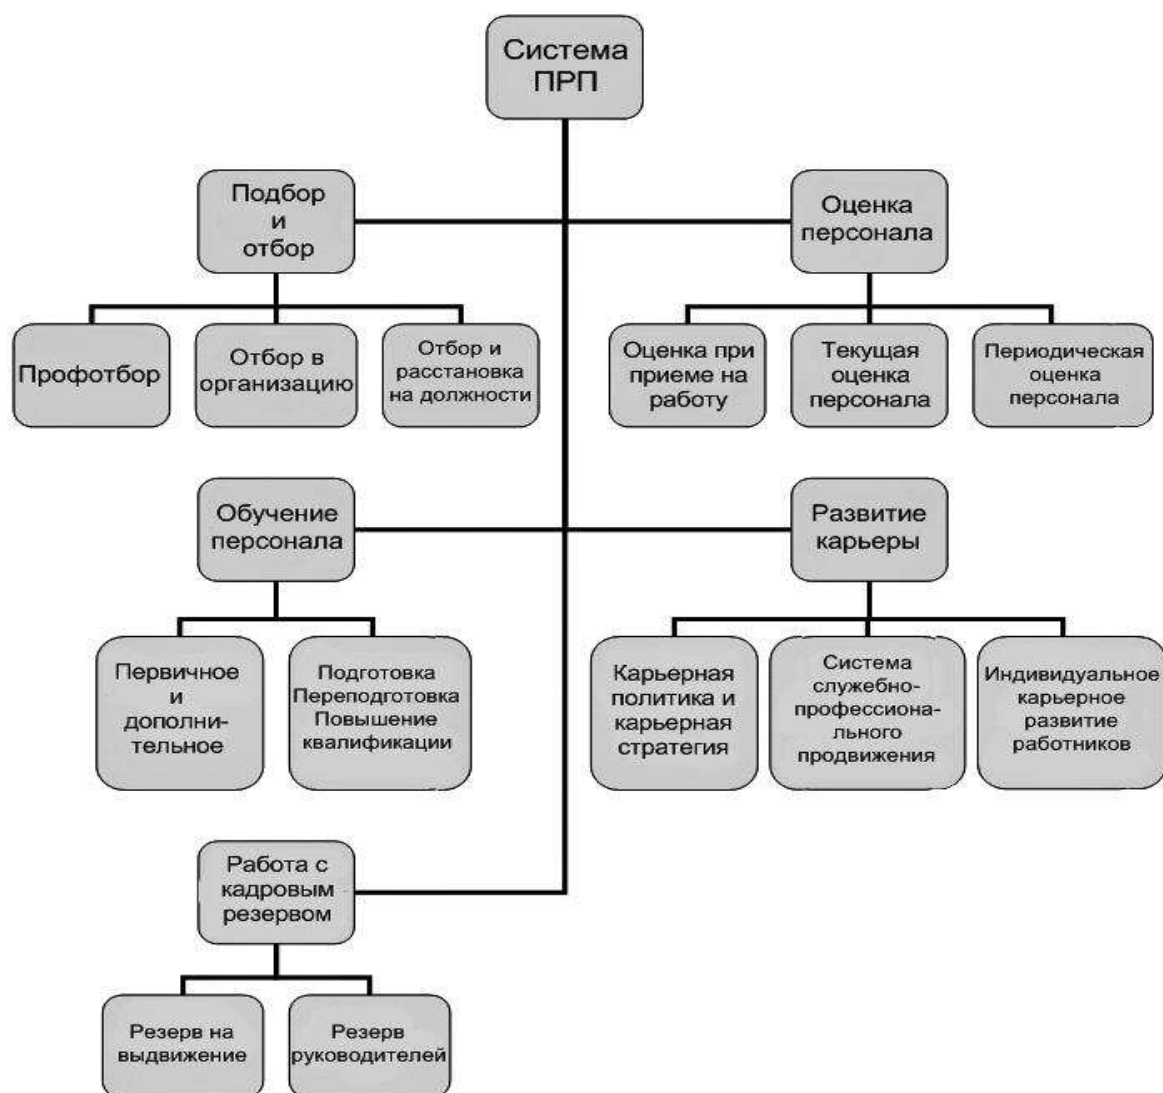 Система
ПРП
Подбор
и
отбор
Оценка
персонала
Профотбор
Отбор в
организацию
Отбор и
расстановка
на должности
Оценка при
приеме на
работу
Текущая
оценка
персонала
Периодическая
оценка
персонала
Обучение
персонала
Развитие
карьеры
Первичное
и
дополни-
тельное
Подготовка
Переподготовка
Повышение
квалификации
Карьерная
политика и
карьерная
стратегия
Система
служебно-
профессиона-
льного
продвижения
Индивидуальное
карьерное
развитие
работников
Работа с
кадровым
резервом
Резерв на
выдвижение
Резерв
руководителей